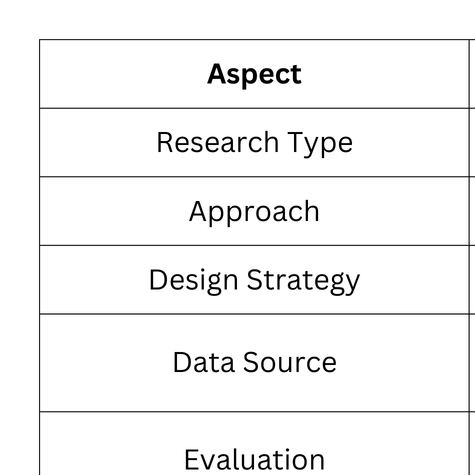 Aspect
Research Type
Approach
Design Strategy
Data Source
Evaluation